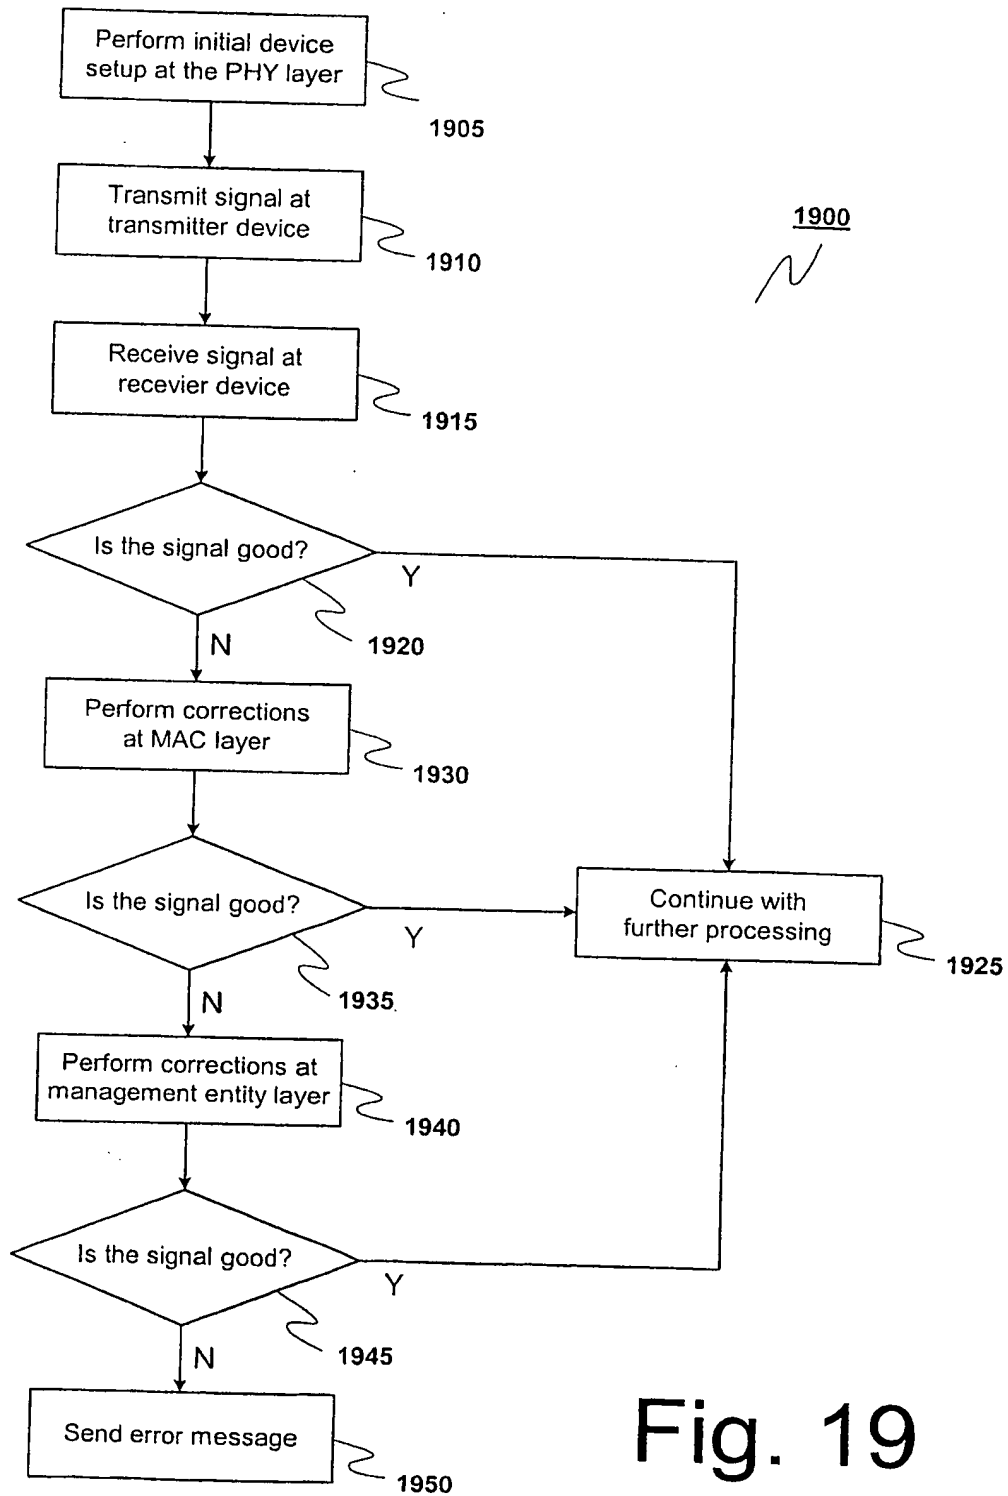 Perform initial device
setup at the PHY layer
1905
Transmit signal at
transmitter device
1910
1900
Receive signal at
recevier device
1915
Is the signal good?
Y
1920
N
Perform corrections
at MAC layer
1930
Is the signal good?
Y
Continue with
further processing
1925
1935
N
Perform corrections at
management entity layer
1940
Is the signal good?
Y
1945
N
Send error message
1950
Fig. 19